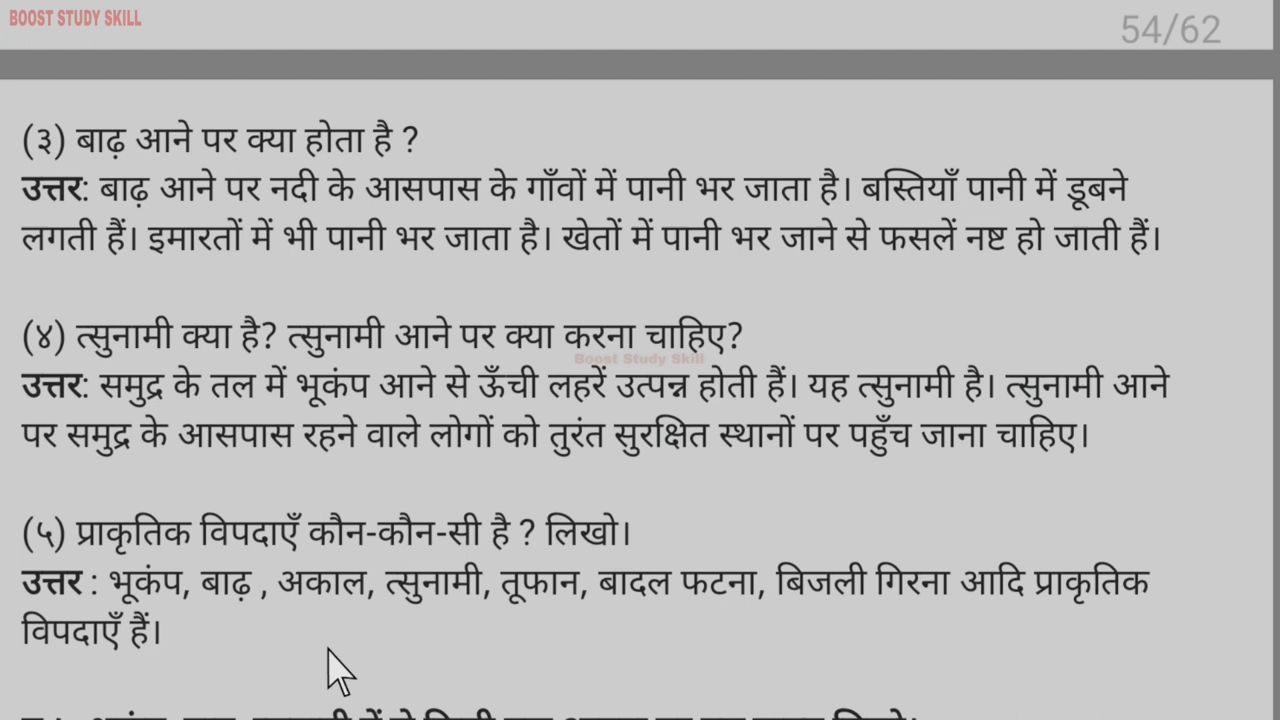 BOOST STUDY SKILL
54/62
(३) बाढ़ आने पर क्या होता है ?
उत्तर: बाढ़ आने पर नदी के आसपास के गाँवों में पानी भर जाता है। बस्तियाँ पानी में डूबने
लगती हैं। इमारतों में भी पानी भर जाता है। खेतों में पानी भर जाने से फसलें नष्ट हो जाती हैं।
(४) त्सुनामी क्या है? त्सुनामी आने पर क्या करना चाहिए?
Boost Study Skill
उत्तर: समुद्र के तल में भूकंप आने से ऊँची लहरें उत्पन्न होती हैं। यह त्सुनामी है। त्सुनामी आने
पर समुद्र के आसपास रहने वाले लोगों को तुरंत सुरक्षित स्थानों पर पहुँच जाना चाहिए।
(५) प्राकृतिक विपदाएँ कौन-कौन-सी है ? लिखो।
उत्तर : भूकंप, बाढ़ , अकाल, त्सुनामी, तूफान, बादल फटना, बिजली गिरना आदि प्राकृतिक
विपदाएँ हैं।